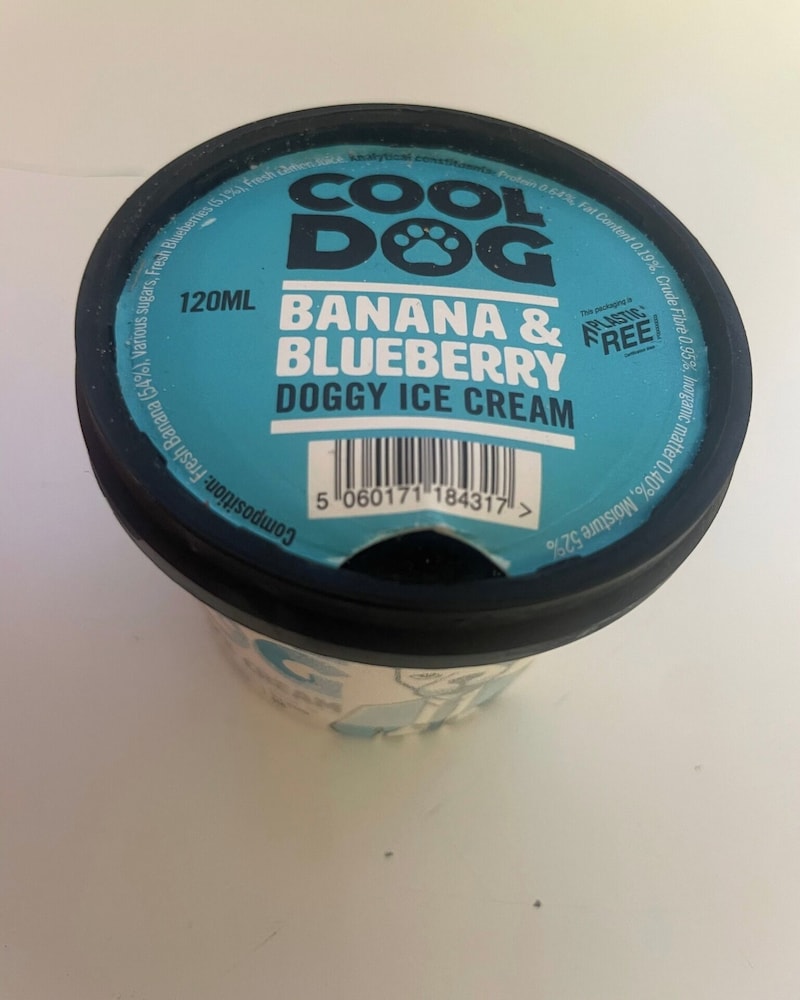 COOL
DOG
120ML
BANANA &
BLUEBERRY
DOGGY ICE CREAM
This packaging is
PLASTIC
FREE
5 060171 184317 >
Composition: Fresh Banana (54%), Various sugars, Fresh Blueberries (5.1%), Fresh Lemon Juice. Analytical constituents: Protein 0.64%, Fat Content 0.19%, Crude Fibre 0.95%, Inorganic matter 0.40%, Moisture 52%